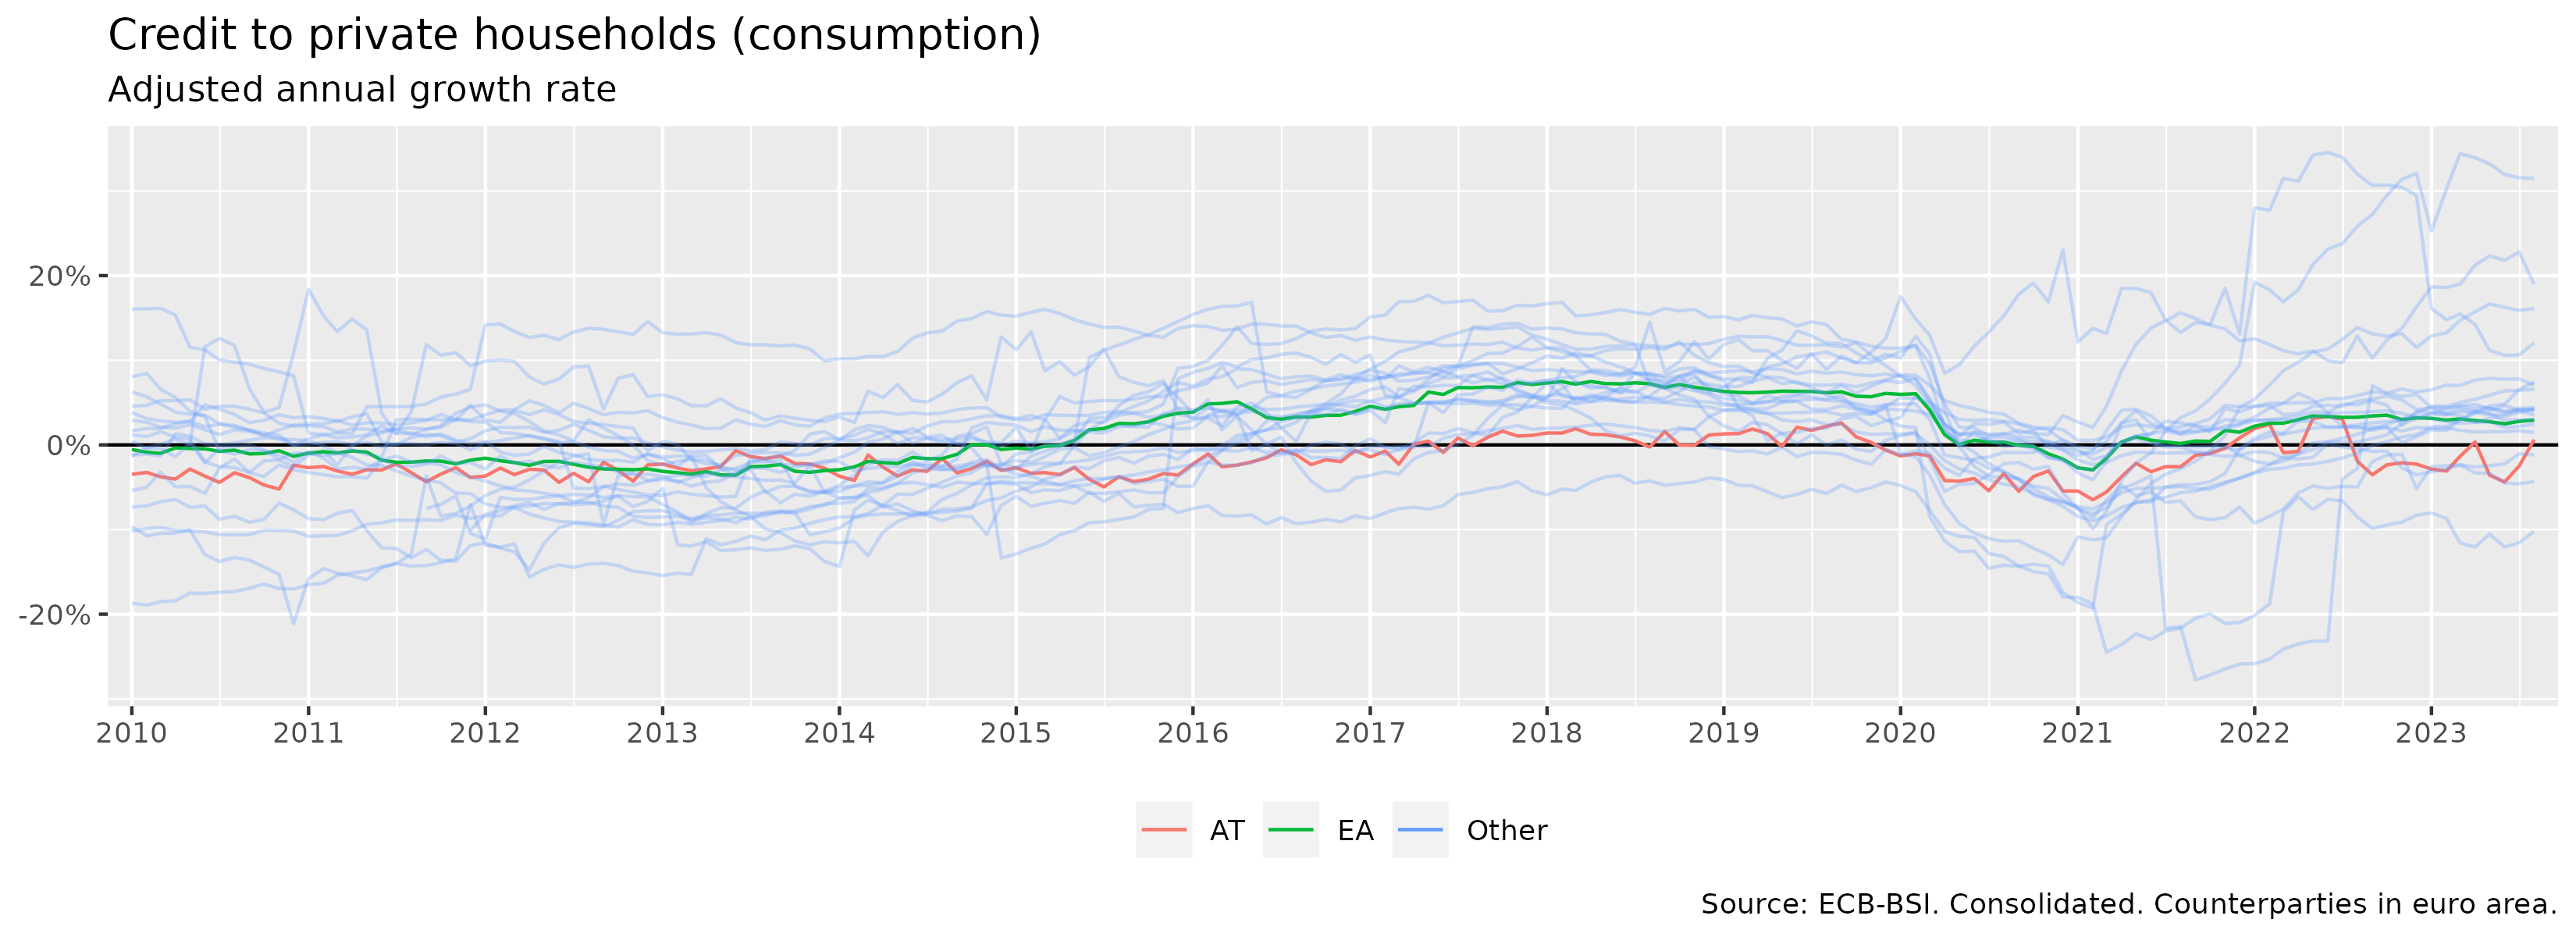 Credit to private households (consumption)
Adjusted annual growth rate
20%
0%
-20%
2010 2011 2012 2013 2014 2015 2016 2017 2018 2019 2020 2021 2022 2023
AT EA Other
Source: ECB-BSI. Consolidated. Counterparties in euro area.